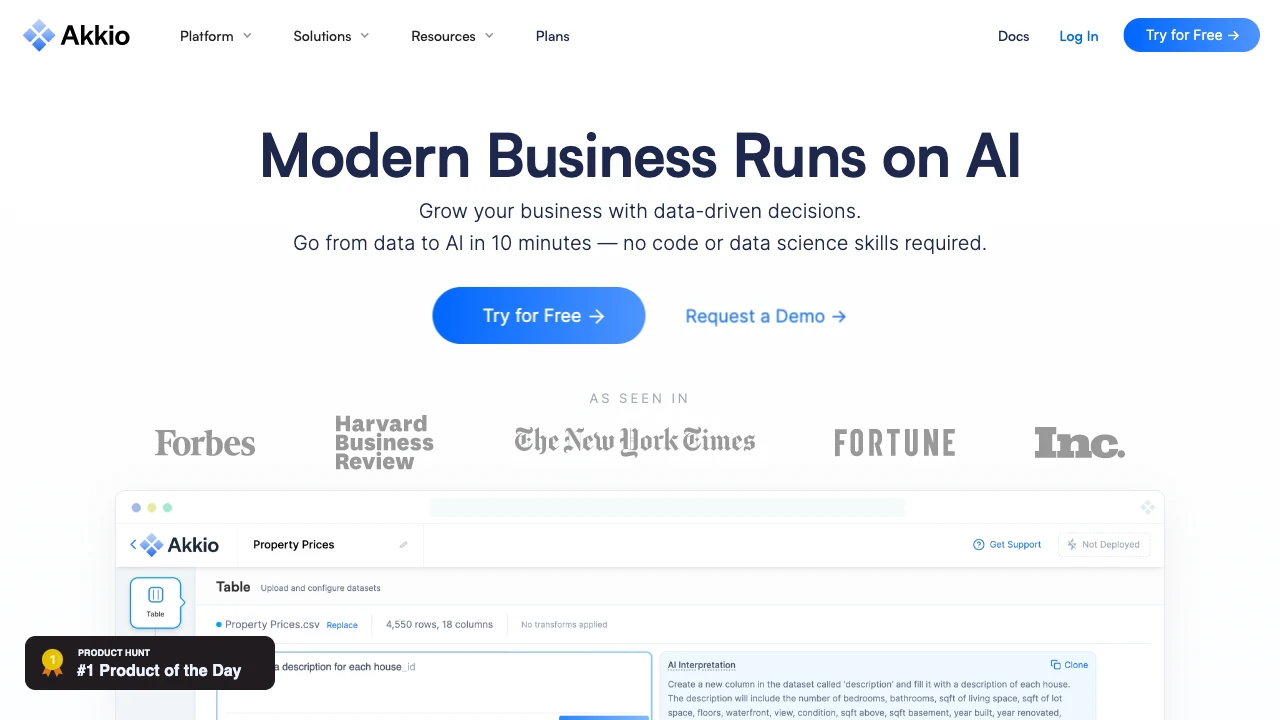 Akkio
Platform
Solutions
Resources
Plans
Docs
Log In
Try for Free →
Modern Business Runs on AI
Grow your business with data-driven decisions.
Go from data to AI in 10 minutes — no code or data science skills required.
Try for Free →
Request a Demo →
AS SEEN IN
Forbes
Harvard
Business
Review
The New York Times
FORTUNE
Inc.
Akkio
Property Prices
Get Support
Not Deployed
Table
Table Upload and configure datasets
Property Prices.csv Replace
4,550 rows, 18 columns
No transforms applied
a description for each house_id
AI Interpretation
Clone
Create a new column in the dataset called 'description' and fill it with a description of each house.
The description will include the number of bedrooms, bathrooms, sqft of living space, sqft of lot
space, floors, waterfront, view, condition, sqft above, sqft basement, year built, year renovated,
1
PRODUCT HUNT
#1 Product of the Day